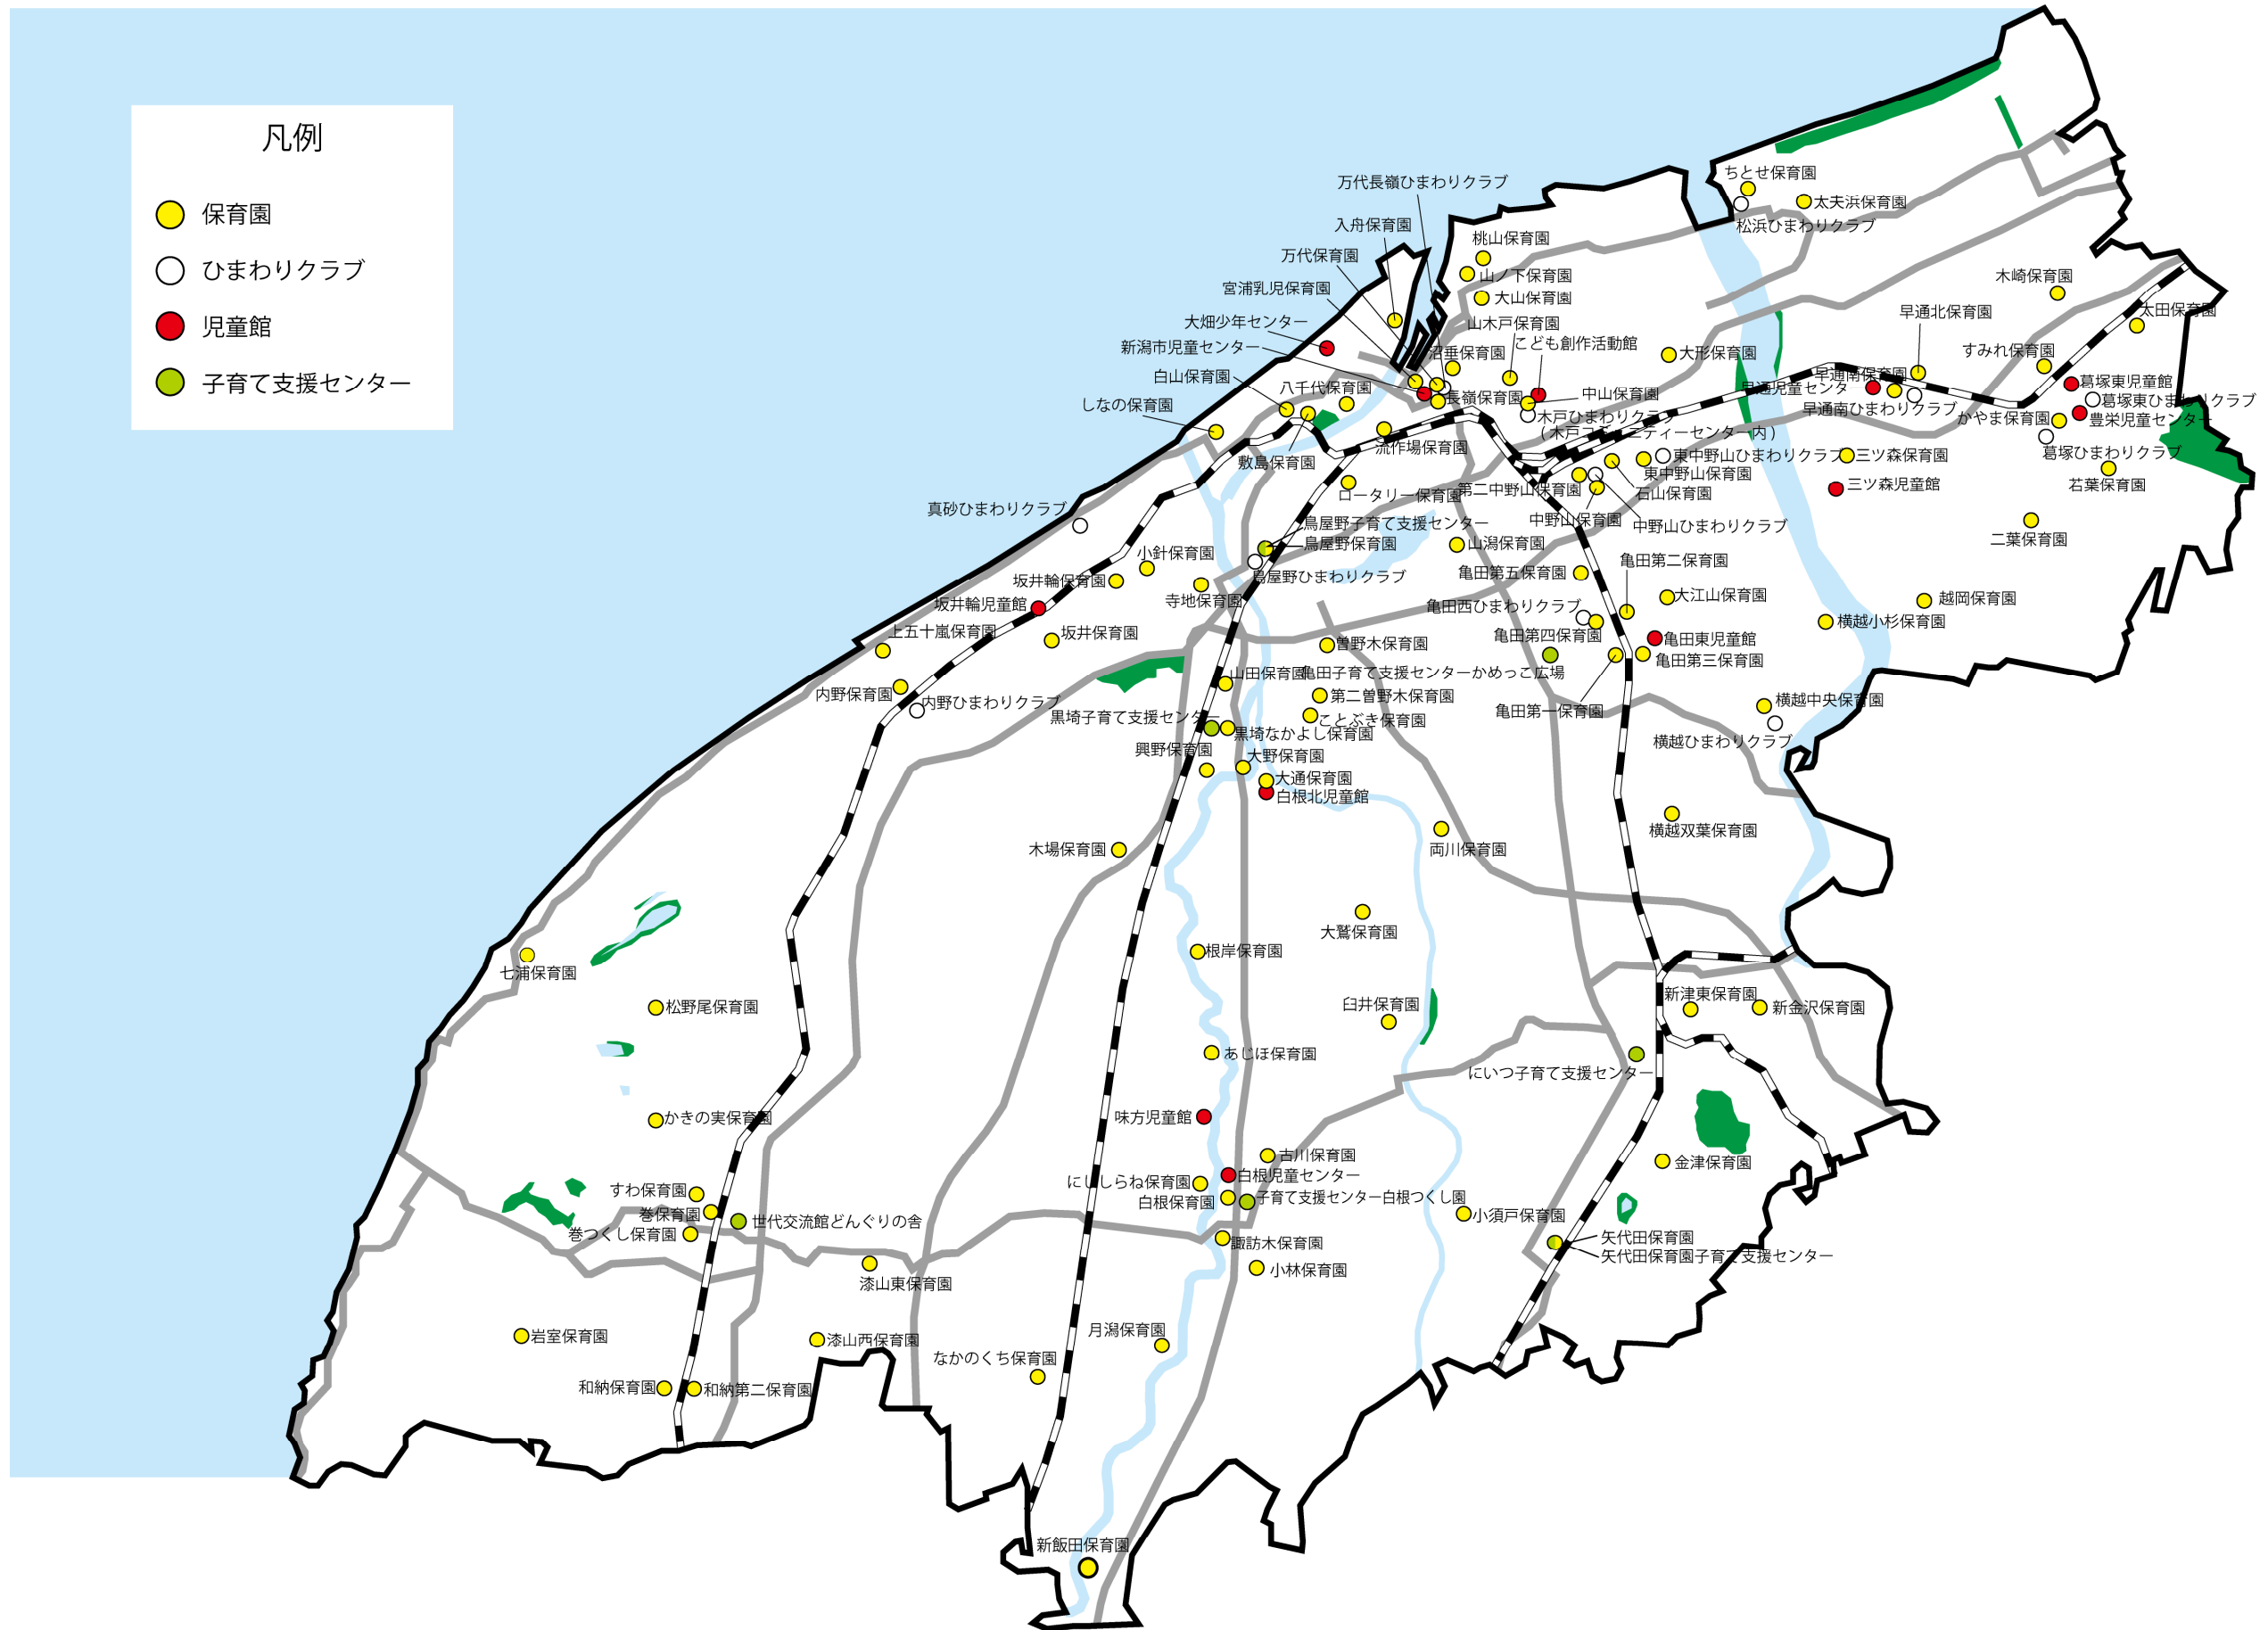 凡例
保育園
ひまわりクラブ
児童館
子育て支援センター
ちとせ保育園
太夫浜保育園
松浜ひまわりクラブ
万代長嶺ひまわりクラブ
入舟保育園
桃山保育園
万代保育園
山ノ下保育園
木崎保育園
宮浦乳児保育園
大山保育園
太田保育園
早通北保育園
大畑少年センター
山木戸保育園
こども創作活動館
新潟市児童センター
沼垂保育園
大形保育園
すみれ保育園
白山保育園
八千代保育園
早通南保育園
早通児童センター
葛塚東児童館
しなの保育園
長嶺保育園
中山保育園
葛塚東ひまわりクラブ
木戸ひまわりクラブ
(木戸コミュニティーセンター内)
早通南ひまわりクラブ
かやま保育園
豊栄児童センター
流作場保育園
敷島保育園
東中野山ひまわりクラブ
三ツ森保育園
葛塚ひまわりクラブ
東中野山保育園
ロータリー保育園
第二中野山保育園
石山保育園
三ツ森児童館
若葉保育園
真砂ひまわりクラブ
鳥屋野子育て支援センター
中野山保育園
中野山ひまわりクラブ
鳥屋野保育園
山潟保育園
二葉保育園
小針保育園
坂井輪保育園
鳥屋野ひまわりクラブ
亀田第五保育園
亀田第二保育園
寺地保育園
坂井輪児童館
亀田西ひまわりクラブ
大江山保育園
越岡保育園
上五十嵐保育園
坂井保育園
曽野木保育園
亀田第四保育園
亀田東児童館
横越小杉保育園
亀田第三保育園
山田保育園
亀田子育て支援センターかめっこ広場
内野保育園
内野ひまわりクラブ
第二曽野木保育園
亀田第一保育園
横越中央保育園
黒埼子育て支援センター
ことぶき保育園
黒埼なかよし保育園
横越ひまわりクラブ
興野保育園
大野保育園
大通保育園
白根北児童館
横越双葉保育園
木場保育園
両川保育園
大鷲保育園
根岸保育園
七浦保育園
松野尾保育園
臼井保育園
新津東保育園
新金沢保育園
あじほ保育園
にいつ子育て支援センター
かきの実保育園
味方児童館
古川保育園
金津保育園
白根児童センター
にししらね保育園
すわ保育園
白根保育園
子育て支援センター白根つくし園
巻保育園
世代交流館どんぐりの舎
小須戸保育園
巻つくし保育園
諏訪木保育園
矢代田保育園
矢代田保育園子育て支援センター
小林保育園
漆山東保育園
岩室保育園
漆山西保育園
月潟保育園
なかのくち保育園
和納保育園
和納第二保育園
新飯田保育園